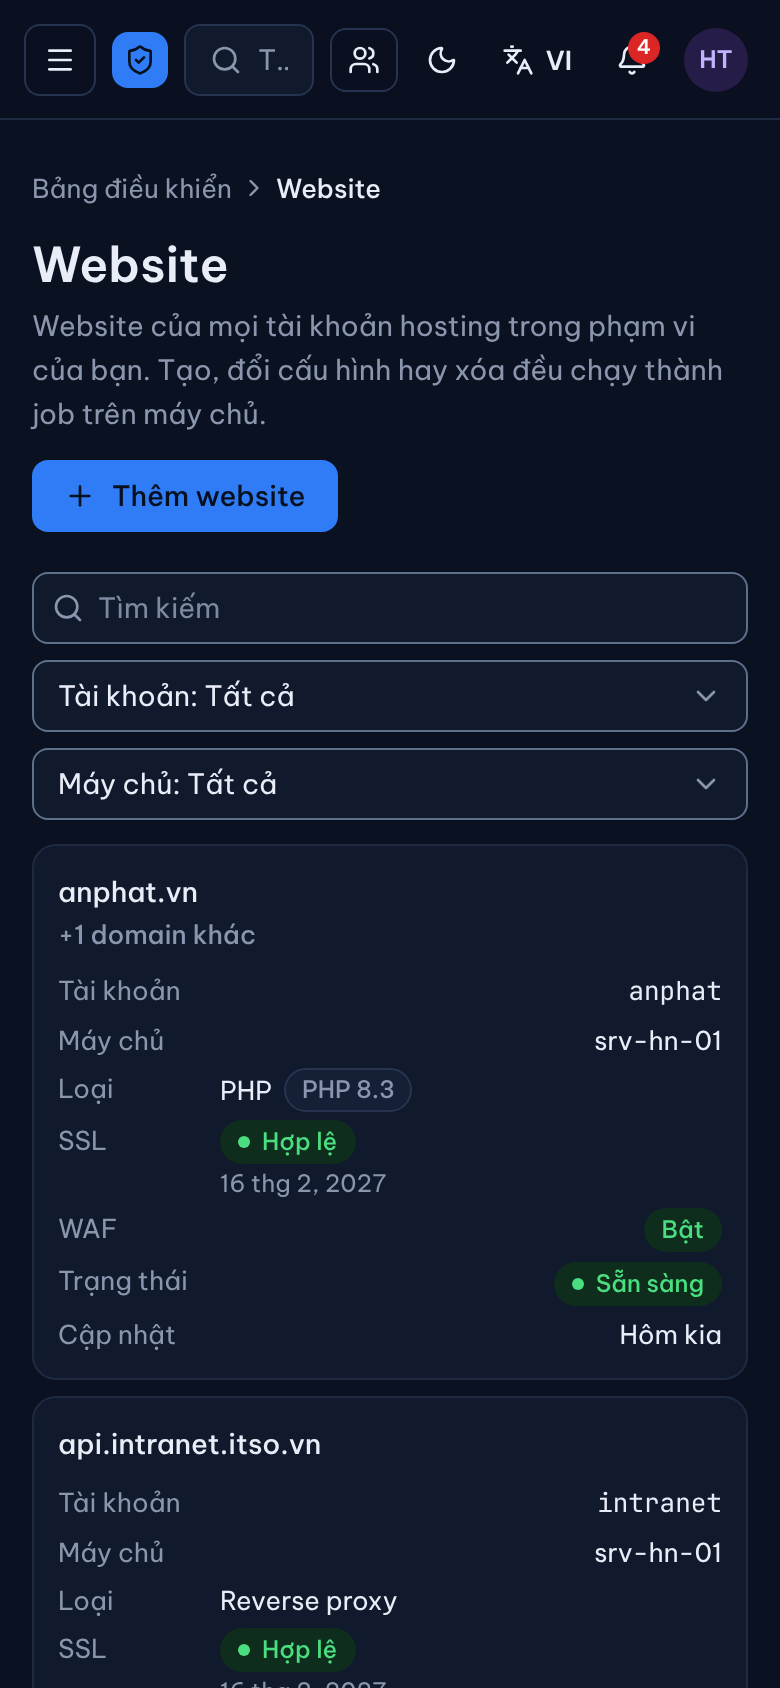 T..
VI
4
HT
Bảng điều khiển > Website
Website
Website của mọi tài khoản hosting trong phạm vi
của bạn. Tạo, đổi cấu hình hay xóa đều chạy thành
job trên máy chủ.
+ Thêm website
Tìm kiếm
Tài khoản: Tất cả
Máy chủ: Tất cả
anphat.vn
+1 domain khác
Tài khoản anphat
Máy chủ srv-hn-01
Loại PHP PHP 8.3
SSL Hợp lệ
16 thg 2, 2027
WAF Bật
Trạng thái Sẵn sàng
Cập nhật Hôm kia
api.intranet.itso.vn
Tài khoản intranet
Máy chủ srv-hn-01
Loại Reverse proxy
SSL Hợp lệ